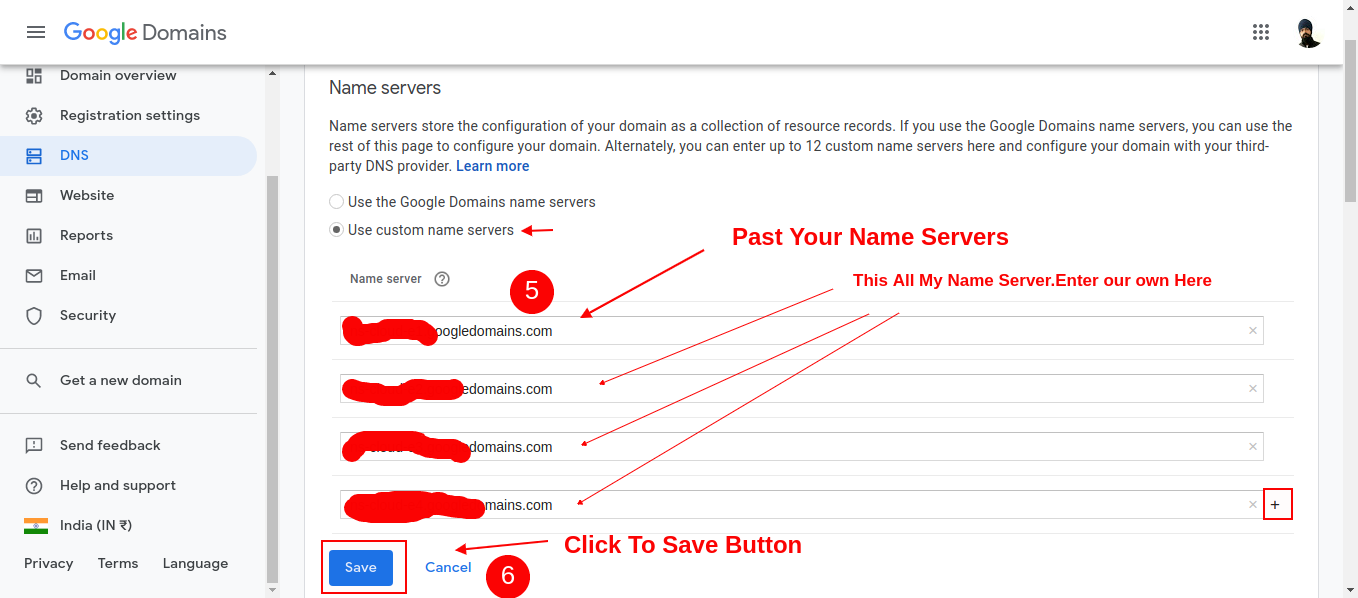 Google Domains
Domain overview
Registration settings
DNS
Website
Reports
Email
Security
Get a new domain
Send feedback
Help and support
India (IN ₹)
Privacy Terms Language
Name servers
Name servers store the configuration of your domain as a collection of resource records. If you use the Google Domains name servers, you can use the
rest of this page to configure your domain. Alternately, you can enter up to 12 custom name servers here and configure your domain with your third-
party DNS provider. Learn more
Use the Google Domains name servers
Use custom name servers
Past Your Name Servers
Name server ?
5
This All My Name Server.Enter our own Here
oogledomains.com ×
edomains.com ×
domains.com ×
mains.com × +
Click To Save Button
Save Cancel
6